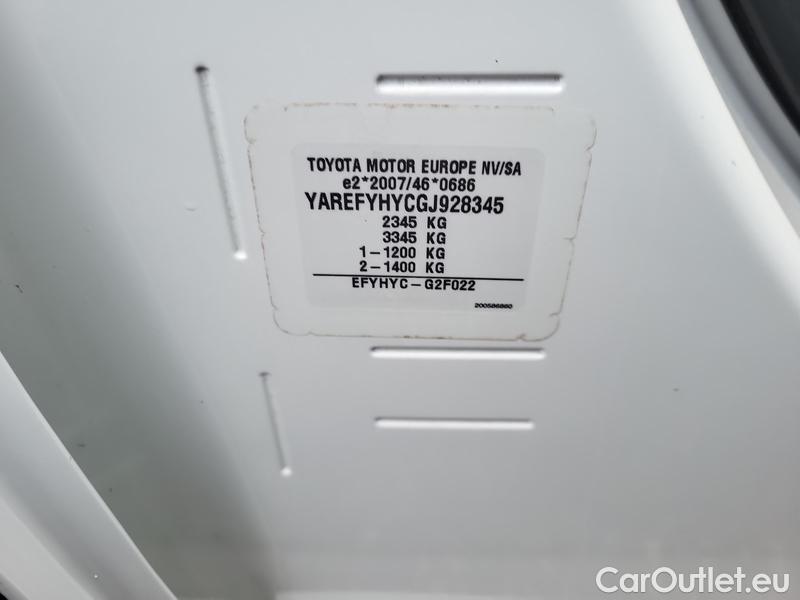 TOYOTA MOTOR EUROPE NV/SA
e2*2007/46*0686
YAREFYHYCGJ928345
2345 KG
3345 KG
1-1200 KG
2-1400 KG
EFYHYC-G2F022
200586860
CarOutlet.eu